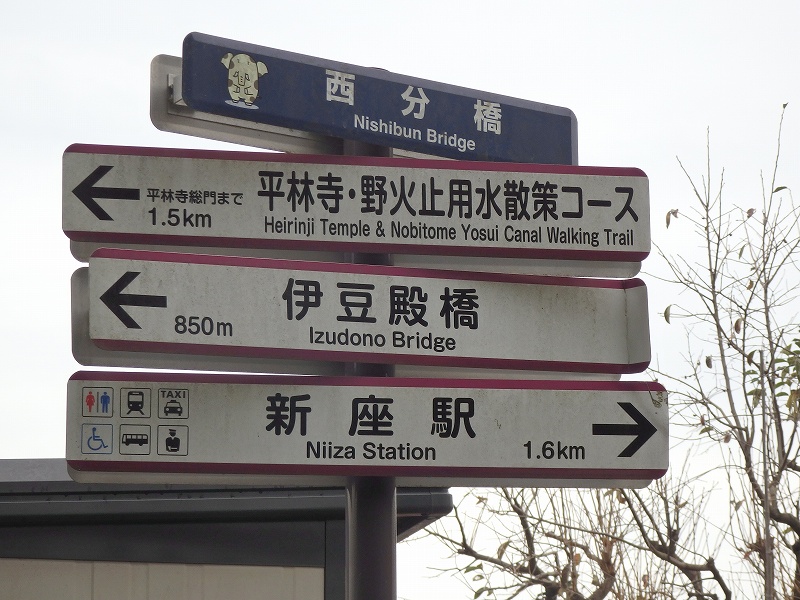 西分橋
Nishibun Bridge
平林寺総門まで
1.5km
平林寺・野火止用水散策コース
Heirinji Temple & Nobitome Yosui Canal Walking Trail
伊豆殿橋
850m
Izudono Bridge
TAXI
新座駅
Niiza Station
1.6km